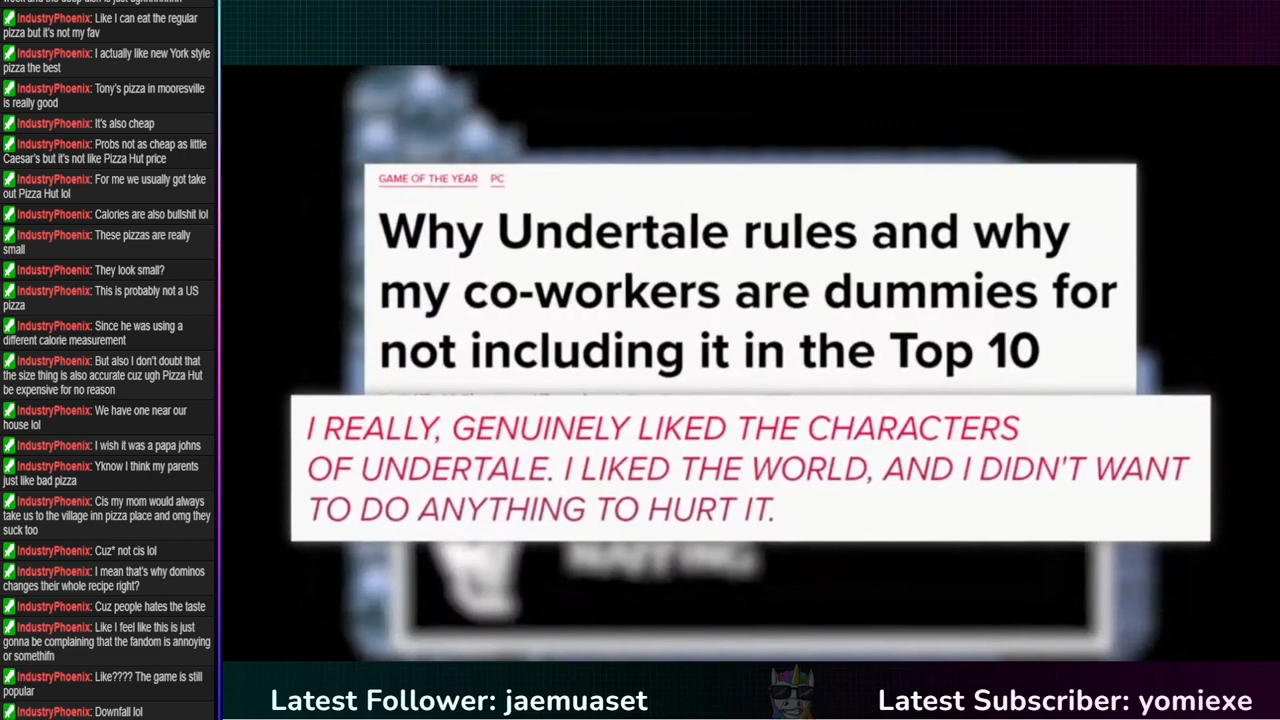 week and the deep dish is just ughhhhhhhh
IndustryPhoenix: Like I can eat the regular
pizza but it's not my fav
IndustryPhoenix: I actually like new York style
pizza the best
IndustryPhoenix: Tony's pizza in mooresville
is really good
IndustryPhoenix: It's also cheap
IndustryPhoenix: Probs not as cheap as little
Caesar's but it's not like Pizza Hut price
IndustryPhoenix: For me we usually got take
out Pizza Hut lol
IndustryPhoenix: Calories are also bullshit lol
IndustryPhoenix: These pizzas are really
small
IndustryPhoenix: They look small?
IndustryPhoenix: This is probably not a US
pizza
IndustryPhoenix: Since he was using a
different calorie measurement
IndustryPhoenix: But also I don't doubt that
the size thing is also accurate cuz ugh Pizza Hut
be expensive for no reason
IndustryPhoenix: We have one near our
house lol
IndustryPhoenix: I wish it was a papa johns
IndustryPhoenix: Yknow I think my parents
just like bad pizza
IndustryPhoenix: Cis my mom would always
take us to the village inn pizza place and omg they
suck too
IndustryPhoenix: Cuz* not cis lol
IndustryPhoenix: I mean that's why dominos
changes their whole recipe right?
IndustryPhoenix: Cuz people hates the taste
IndustryPhoenix: Like I feel like this is just
gonna be complaining that the fandom is annoying
or somethifn
IndustryPhoenix: Like???? The game is still
popular
IndustryPhoenix: Downfall lol
GAME OF THE YEAR PC
Why Undertale rules and why
my co-workers are dummies for
not including it in the Top 10
I REALLY, GENUINELY LIKED THE CHARACTERS
OF UNDERTALE. I LIKED THE WORLD, AND I DIDN'T WANT
TO DO ANYTHING TO HURT IT.
Latest Follower: jaemuaset
Latest Subscriber: yomiexe